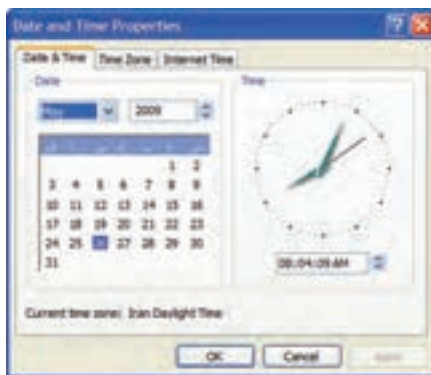 Date and Time Properties
Date & Time Time Zone Internet Time
Date Time
May 2009
1 2
3 4 5 6 7 8 9
10 11 12 13 14 15 16
17 18 19 20 21 22 23
24 25 26 27 28 29 30
31
08:04:09 AM
Current time zone: Iran Daylight Time
OK Cancel Apply